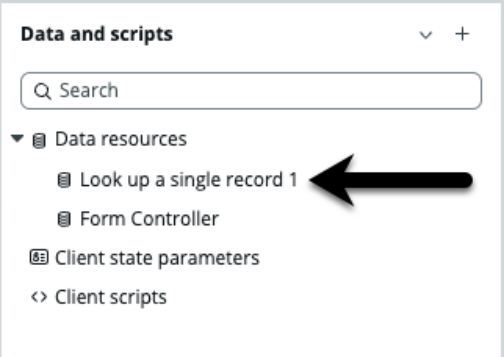 Data and scripts
Search
Data resources
Look up a single record 1
Form Controller
Client state parameters
Client scripts